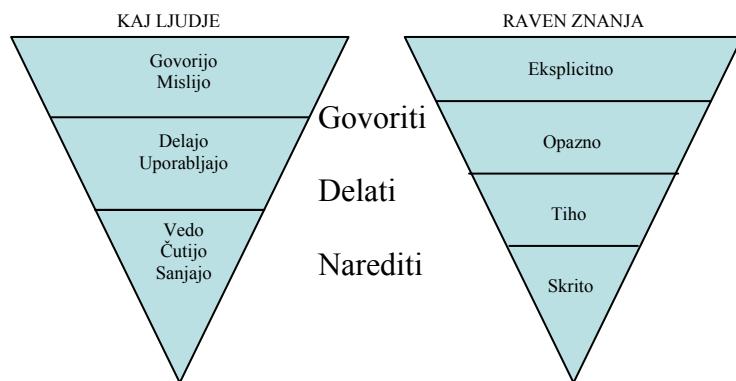 KAJ LJUDJE
Govorijo
Mislijo
Delajo
Uporabljajo
Vedo
Čutijo
Sanjajo
Govoriti
Delati
Narediti
RAVEN ZNANJA
Eksplicitno
Opazno
Tiho
Skrito